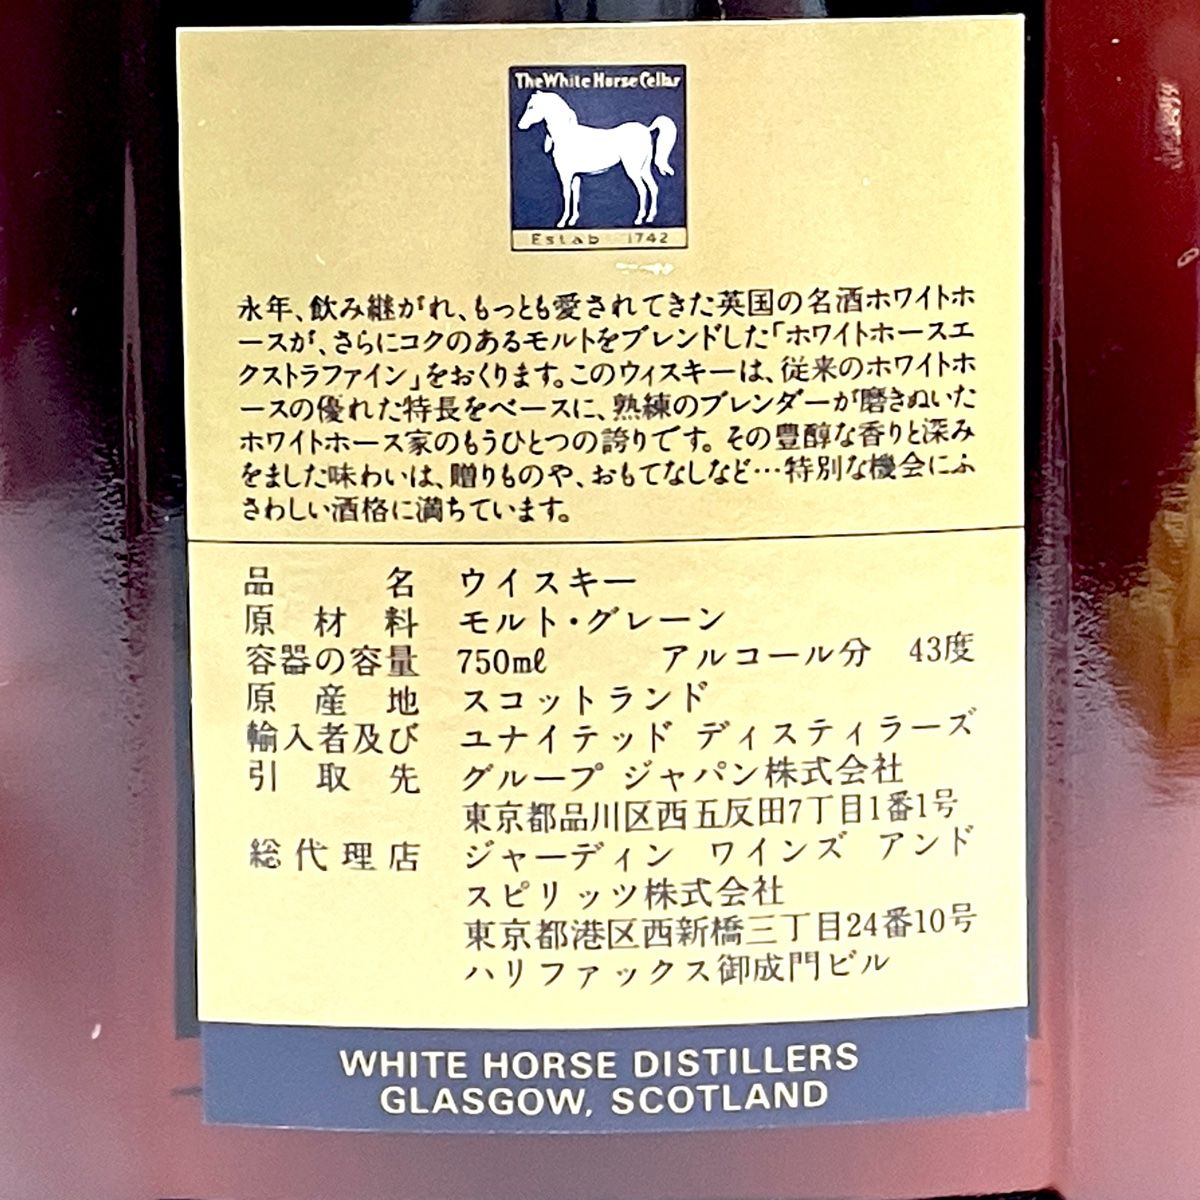 The White Horse Cellar
Estab 1742
永年、飲み継がれ、もっとも愛されてきた英国の名酒ホワイトホ
ースが、さらにコクのあるモルトをブレンドした「ホワイトホースエ
クストラファイン」をおくります。このウィスキーは、従来のホワイトホ
ースの優れた特長をベースに、熟練のブレンダーが磨きぬいた
ホワイトホース家のもうひとつの誇りです。その豊醇な香りと深み
をました味わいは、贈りものや、おもてなしなど…特別な機会にふ
さわしい酒格に満ちています。
品名 ウイスキー
原材料 モルト・グレーン
容器の容量 750mℓ アルコール分 43度
原産地 スコットランド
輸入者及び ユナイテッド ディスティラーズ
引取先 グループ ジャパン株式会社
東京都品川区西五反田7丁目1番1号
総代理店 ジャーディン ワインズ アンド
スピリッツ株式会社
東京都港区西新橋三丁目24番10号
ハリファックス御成門ビル
WHITE HORSE DISTILLERS
GLASGOW, SCOTLAND